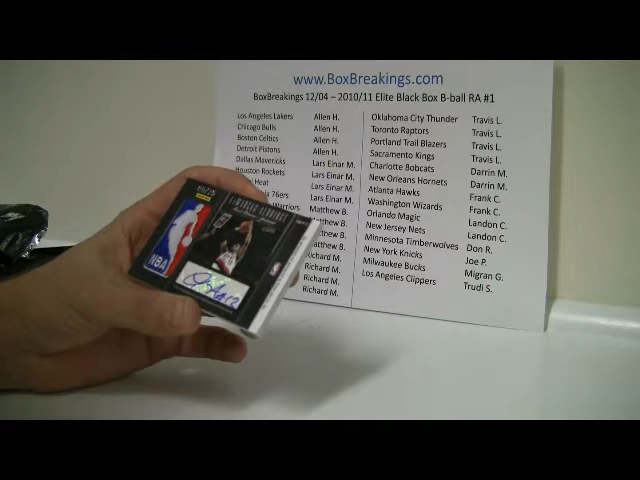 www.BoxBreakings.com
BoxBreakings 12/04 – 2010/11 Elite Black Box B-ball RA #1
Los Angeles Lakers Allen H.
Chicago Bulls Allen H.
Boston Celtics Allen H.
Detroit Pistons Allen H.
Dallas Mavericks Lars Einar M.
Houston Rockets Lars Einar M.
Heat Lars Einar M.
76ers Lars Einar M.
Warriors Matthew B.
Matthew B.
Matthew B.
Matthew B.
Richard M.
Richard M.
Richard M.
Richard M.
Oklahoma City Thunder Travis L.
Toronto Raptors Travis L.
Portland Trail Blazers Travis L.
Sacramento Kings Travis L.
Charlotte Bobcats Darrin M.
New Orleans Hornets Darrin M.
Atlanta Hawks Frank C.
Washington Wizards Frank C.
Orlando Magic Landon C.
New Jersey Nets Landon C.
Minnesota Timberwolves Don R.
New York Knicks Joe P.
Milwaukee Bucks Migran G.
Los Angeles Clippers Trudi S.
LaMARCUS ALDRIDGE
NBA